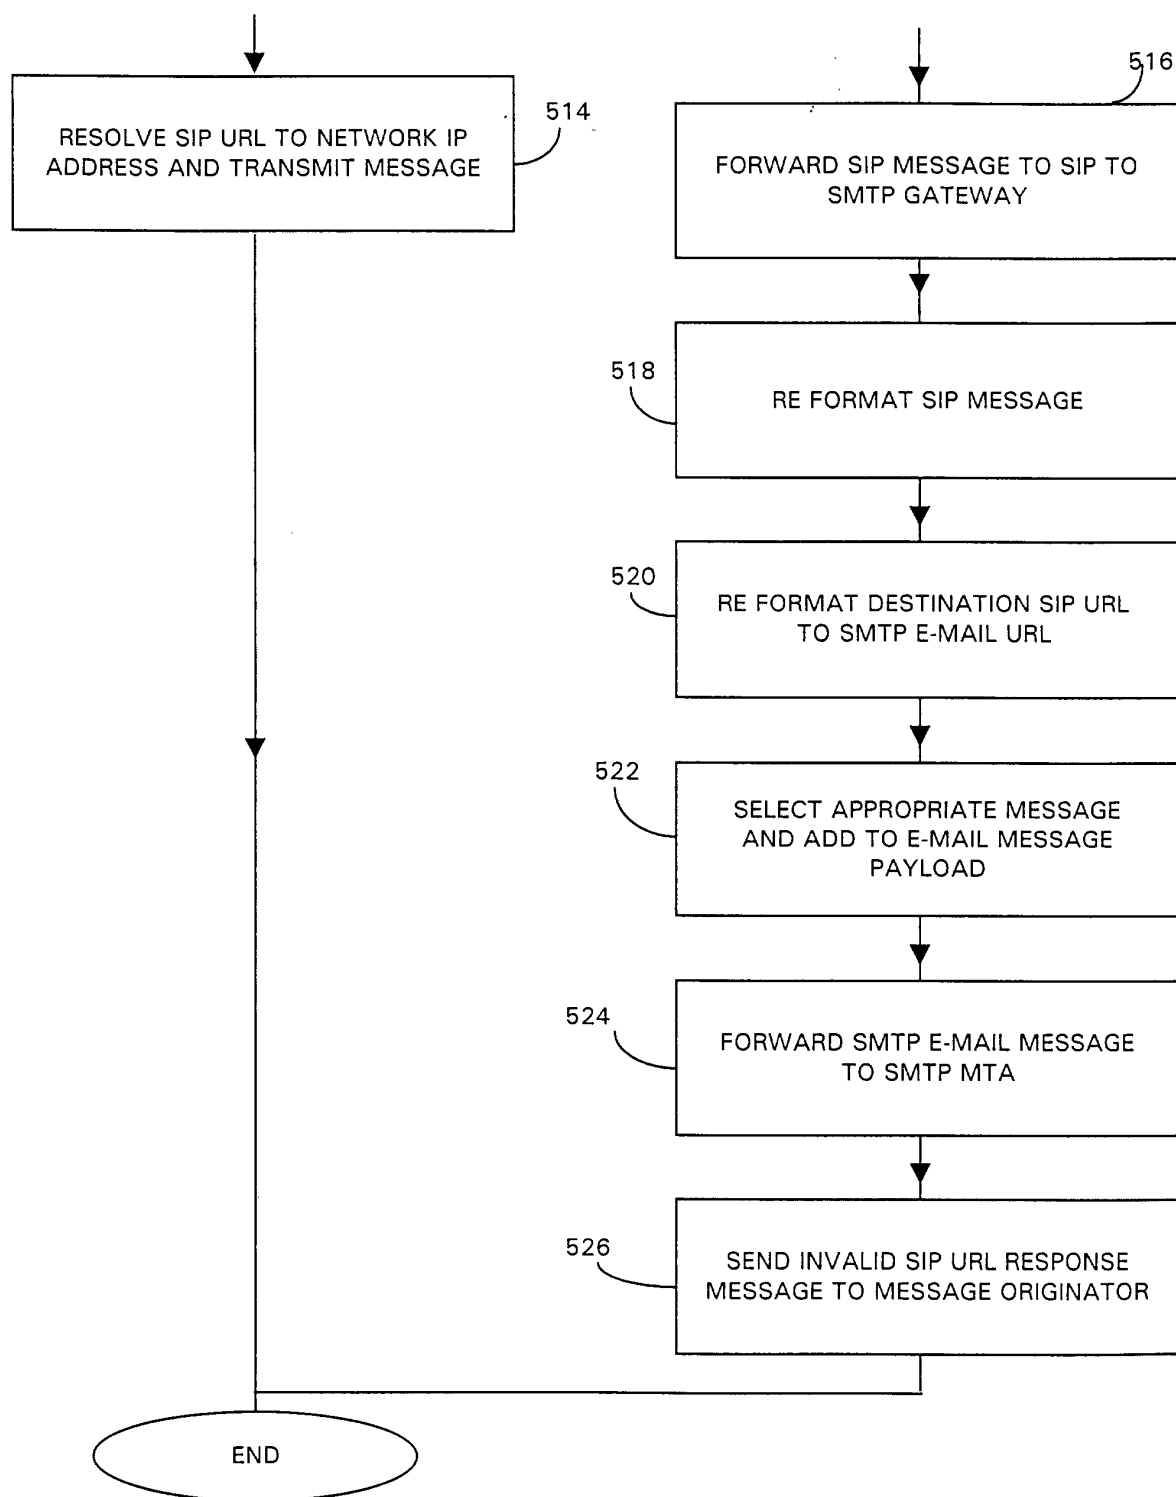 514
RESOLVE SIP URL TO NETWORK IP
ADDRESS AND TRANSMIT MESSAGE
516
FORWARD SIP MESSAGE TO SIP TO
SMTP GATEWAY
518
RE FORMAT SIP MESSAGE
520
RE FORMAT DESTINATION SIP URL
TO SMTP E-MAIL URL
522
SELECT APPROPRIATE MESSAGE
AND ADD TO E-MAIL MESSAGE
PAYLOAD
524
FORWARD SMTP E-MAIL MESSAGE
TO SMTP MTA
526
SEND INVALID SIP URL RESPONSE
MESSAGE TO MESSAGE ORIGINATOR
END